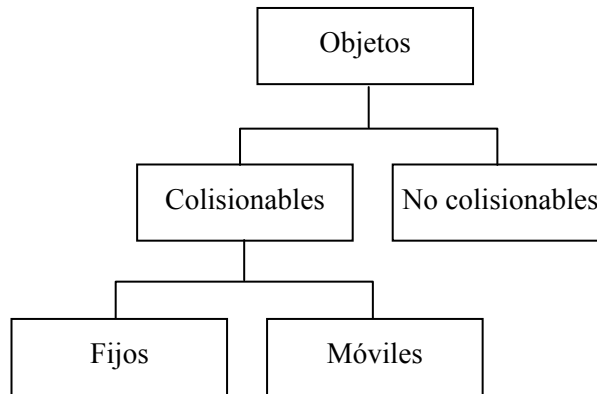 Objetos
Colisionables
No colisionables
Fijos
Móviles